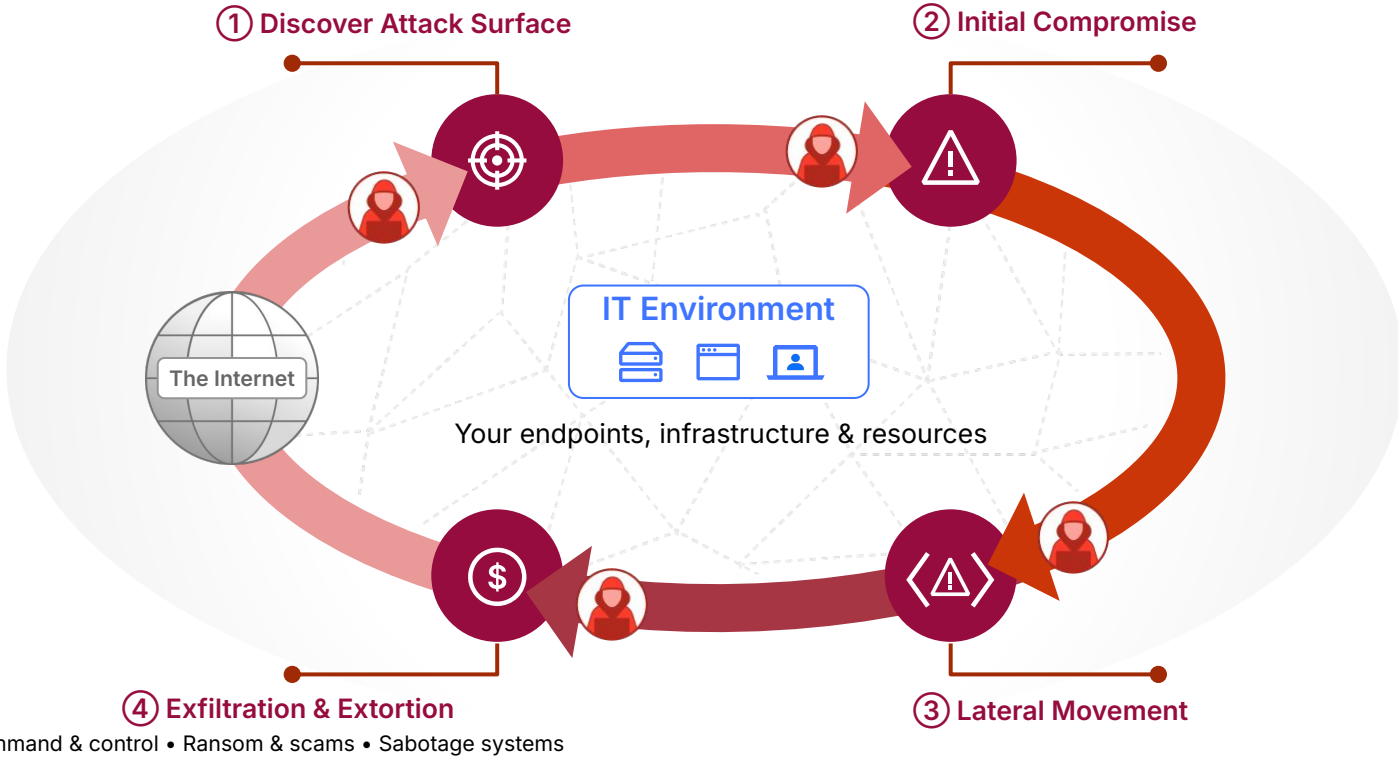 ① Discover Attack Surface
② Initial Compromise
The Internet
IT Environment
Your endpoints, infrastructure & resources
$
④ Exfiltration & Extortion
& control • Ransom & scams • Sabotage systems
③ Lateral Movement